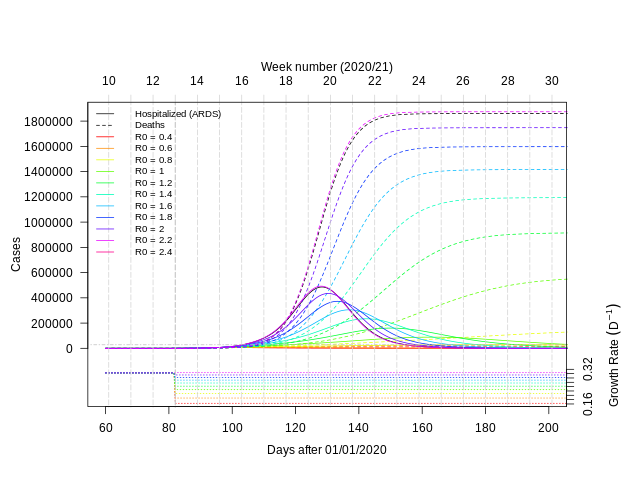 Week number (2020/21)
10 12 14 16 18 20 22 24 26 28 30
1800000
1600000
1400000
1200000
1000000
800000
600000
400000
200000
0
Cases
Hospitalized (ARDS)
Deaths
R0 = 0.4
R0 = 0.6
R0 = 0.8
R0 = 1
R0 = 1.2
R0 = 1.4
R0 = 1.6
R0 = 1.8
R0 = 2
R0 = 2.2
R0 = 2.4
0.32
0.16
Growth Rate (D⁻¹)
60 80 100 120 140 160 180 200
Days after 01/01/2020